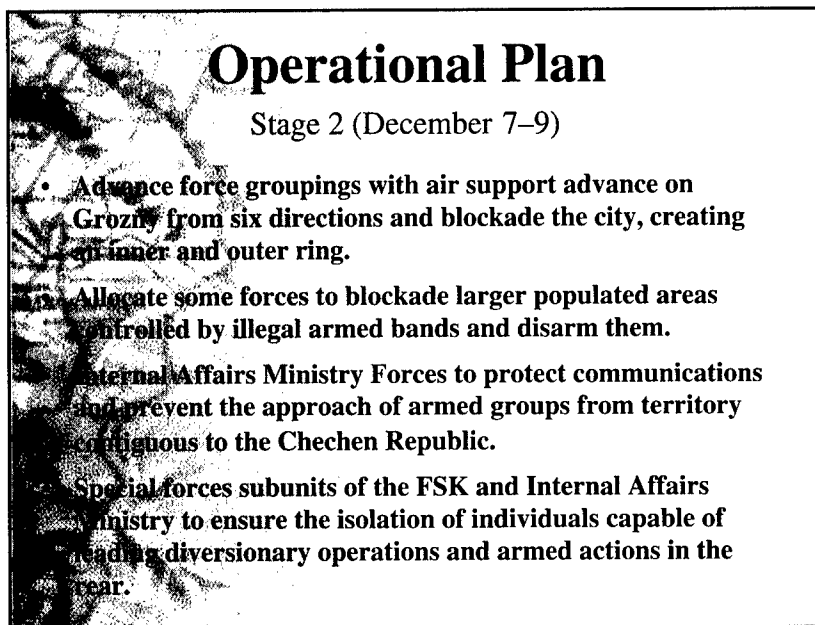 Operational Plan
Stage 2 (December 7–9)
• Advance force groupings with air support advance on
Grozny from six directions and blockade the city, creating
an inner and outer ring.
Allocate some forces to blockade larger populated areas
controlled by illegal armed bands and disarm them.
Internal Affairs Ministry Forces to protect communications
and prevent the approach of armed groups from territory
contiguous to the Chechen Republic.
Special forces subunits of the FSK and Internal Affairs
Ministry to ensure the isolation of individuals capable of
leading diversionary operations and armed actions in the
rear.